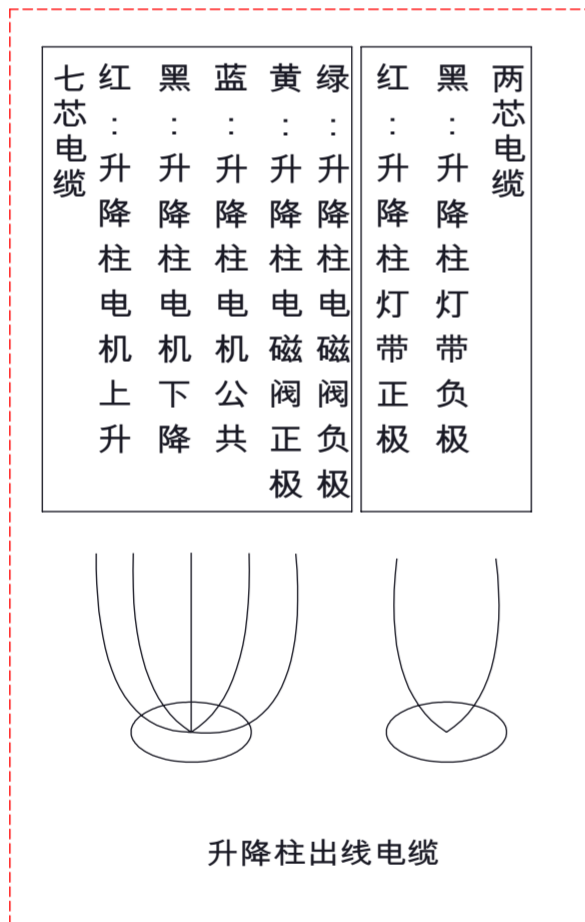 七芯电缆
红:升降柱电机上升
黑:升降柱电机下降
蓝:升降柱电机公共
黄:升降柱电磁阀正极
绿:升降柱电磁阀负极
红:升降柱灯带正极
黑:升降柱灯带负极
两芯电缆
升降柱出线电缆